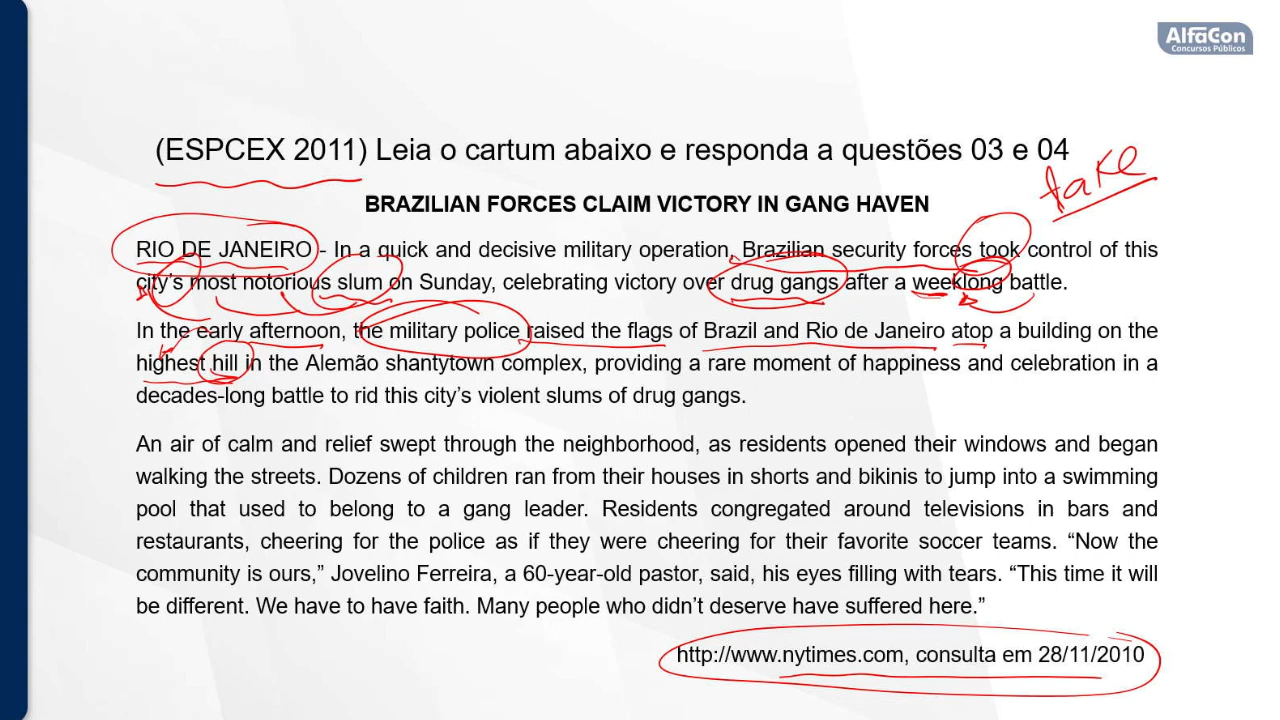 AlfaCon
Concursos Públicos
(ESPCEX 2011) Leia o cartum abaixo e responda a questões 03 e 04
take
BRAZILIAN FORCES CLAIM VICTORY IN GANG HAVEN
RIO DE JANEIRO - In a quick and decisive military operation, Brazilian security forces took control of this
city’s most notorious slum on Sunday, celebrating victory over drug gangs after a weeklong battle.
In the early afternoon, the military police raised the flags of Brazil and Rio de Janeiro atop a building on the
highest hill in the Alemão shantytown complex, providing a rare moment of happiness and celebration in a
decades-long battle to rid this city’s violent slums of drug gangs.
An air of calm and relief swept through the neighborhood, as residents opened their windows and began
walking the streets. Dozens of children ran from their houses in shorts and bikinis to jump into a swimming
pool that used to belong to a gang leader. Residents congregated around televisions in bars and
restaurants, cheering for the police as if they were cheering for their favorite soccer teams. “Now the
community is ours,” Jovelino Ferreira, a 60-year-old pastor, said, his eyes filling with tears. “This time it will
be different. We have to have faith. Many people who didn’t deserve have suffered here.”
http://www.nytimes.com, consulta em 28/11/2010